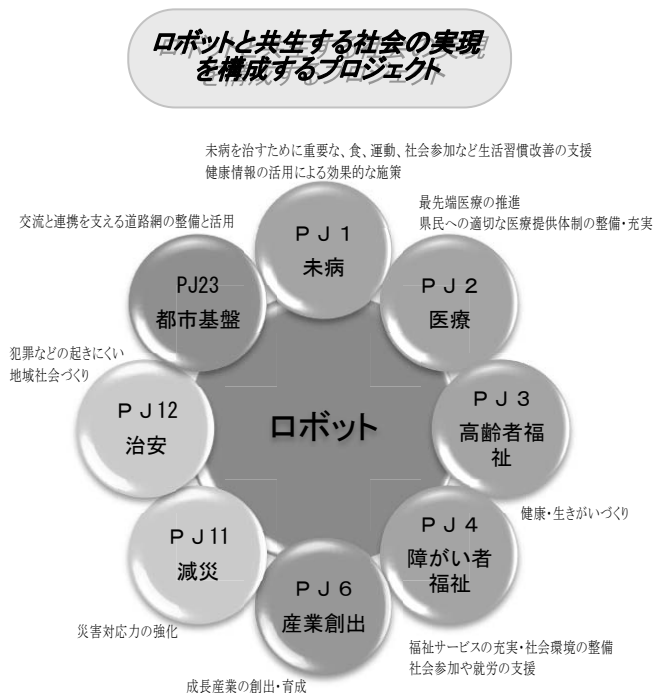 ロボットと共生する社会の実現
を構成するプロジェクト
未病を治すために重要な、食、運動、社会参加など生活習慣改善の支援
健康情報の活用による効果的な施策
ＰＪ１
未病
最先端医療の推進
県民への適切な医療提供体制の整備・充実
ＰＪ２
医療
ＰＪ３
高齢者福
祉
健康・生きがいづくり
ＰＪ４
障がい者
福祉
福祉サービスの充実・社会環境の整備
社会参加や就労の支援
ＰＪ６
産業創出
成長産業の創出・育成
ＰＪ11
減災
災害対応力の強化
ＰＪ12
治安
犯罪などの起きにくい
地域社会づくり
PJ23
都市基盤
交流と連携を支える道路網の整備と活用
ロボット